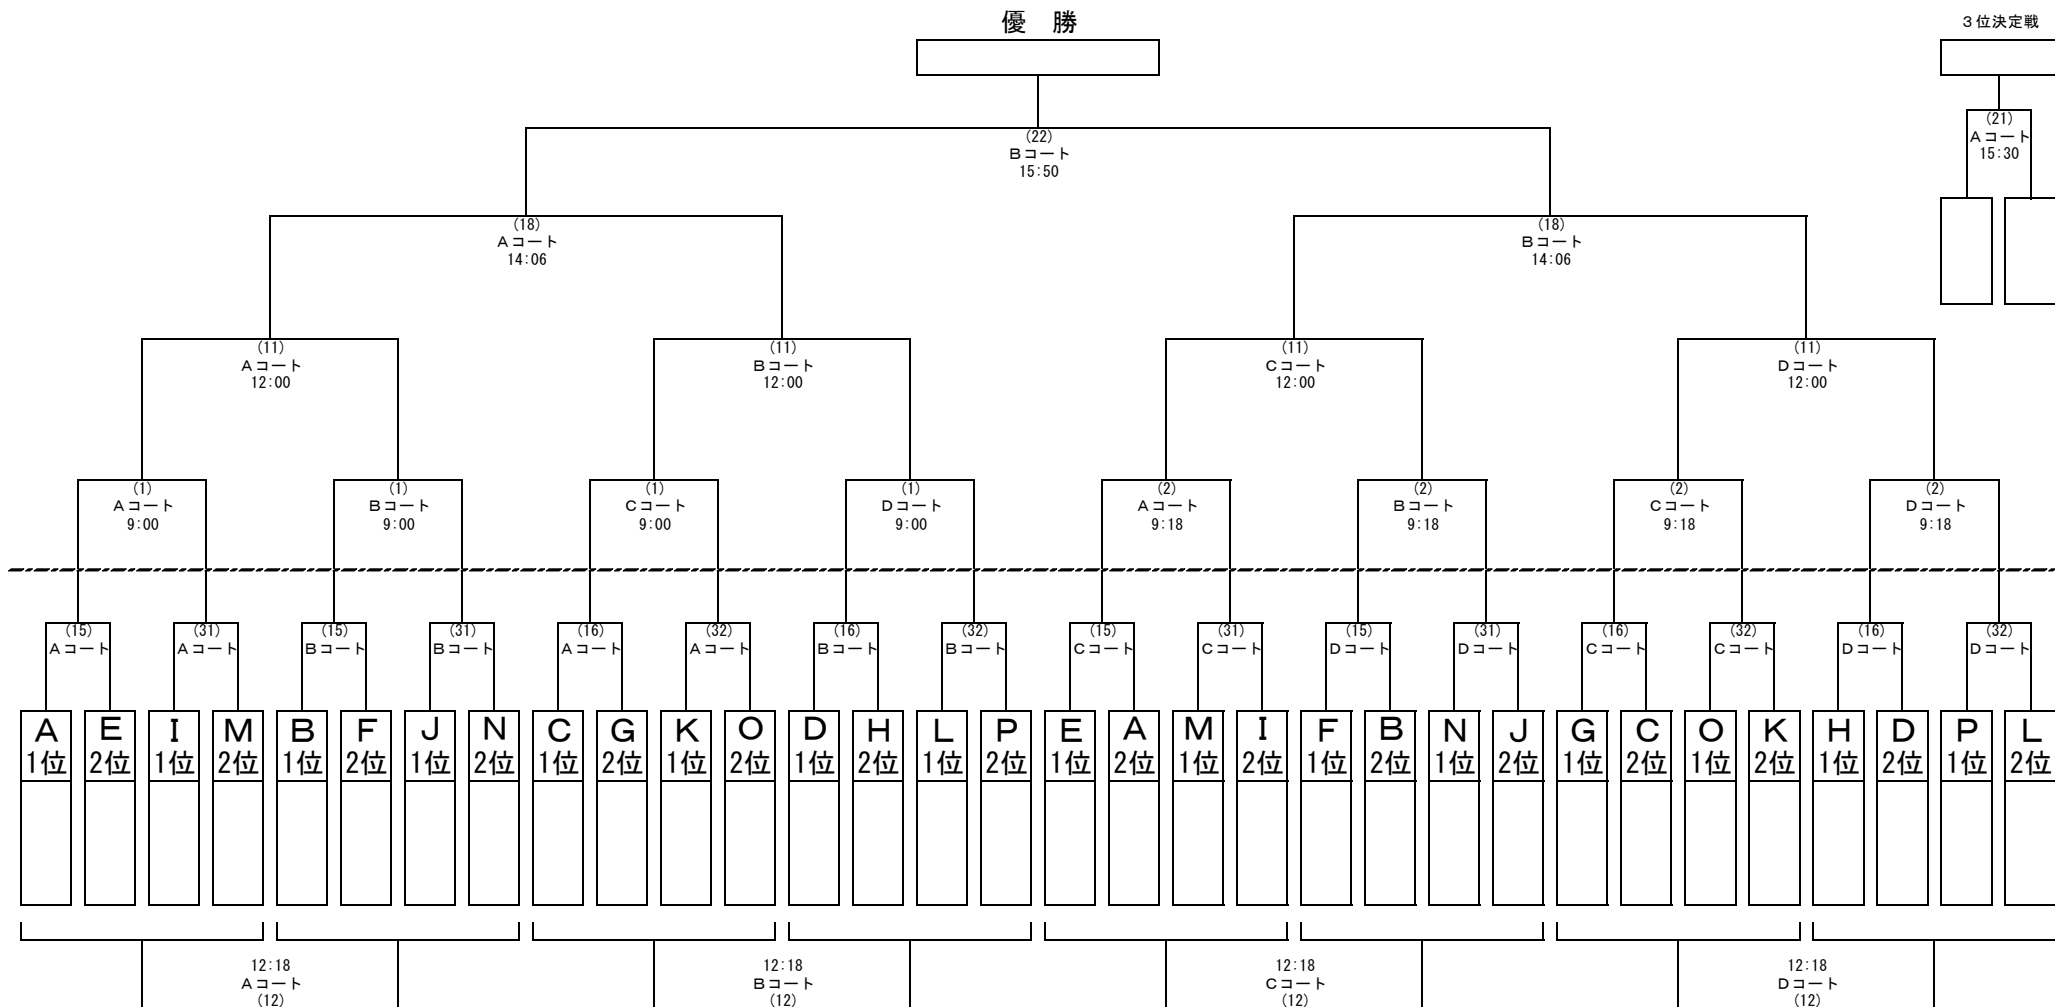 優　勝
３位決定戦
(21)
Ａコート
15:30
(22)
Ｂコート
15:50
(18)
Ａコート
14:06
(18)
Ｂコート
14:06
(11)
Ａコート
12:00
(11)
Ｂコート
12:00
(11)
Ｃコート
12:00
(11)
Ｄコート
12:00
(1)
Ａコート
9:00
(1)
Ｂコート
9:00
(1)
Ｃコート
9:00
(1)
Ｄコート
9:00
(2)
Ａコート
9:18
(2)
Ｂコート
9:18
(2)
Ｃコート
9:18
(2)
Ｄコート
9:18
(15)
Ａコート
(31)
Ａコート
(15)
Ｂコート
(31)
Ｂコート
(16)
Ａコート
(32)
Ａコート
(16)
Ｂコート
(32)
Ｂコート
(15)
Ｃコート
(31)
Ｃコート
(15)
Ｄコート
(31)
Ｄコート
(16)
Ｃコート
(32)
Ｃコート
(16)
Ｄコート
(32)
Ｄコート
Ａ
1位
Ｅ
2位
Ｉ
1位
Ｍ
2位
Ｂ
1位
Ｆ
2位
Ｊ
1位
Ｎ
2位
Ｃ
1位
Ｇ
2位
Ｋ
1位
Ｏ
2位
Ｄ
1位
Ｈ
2位
Ｌ
1位
Ｐ
2位
Ｅ
1位
Ａ
2位
Ｍ
1位
Ｉ
2位
Ｆ
1位
Ｂ
2位
Ｎ
1位
Ｊ
2位
Ｇ
1位
Ｃ
2位
Ｏ
1位
Ｋ
2位
Ｈ
1位
Ｄ
2位
Ｐ
1位
Ｌ
2位
12:18
Ａコート
(12)
12:18
Ｂコート
(12)
12:18
Ｃコート
(12)
12:18
Ｄコート
(12)